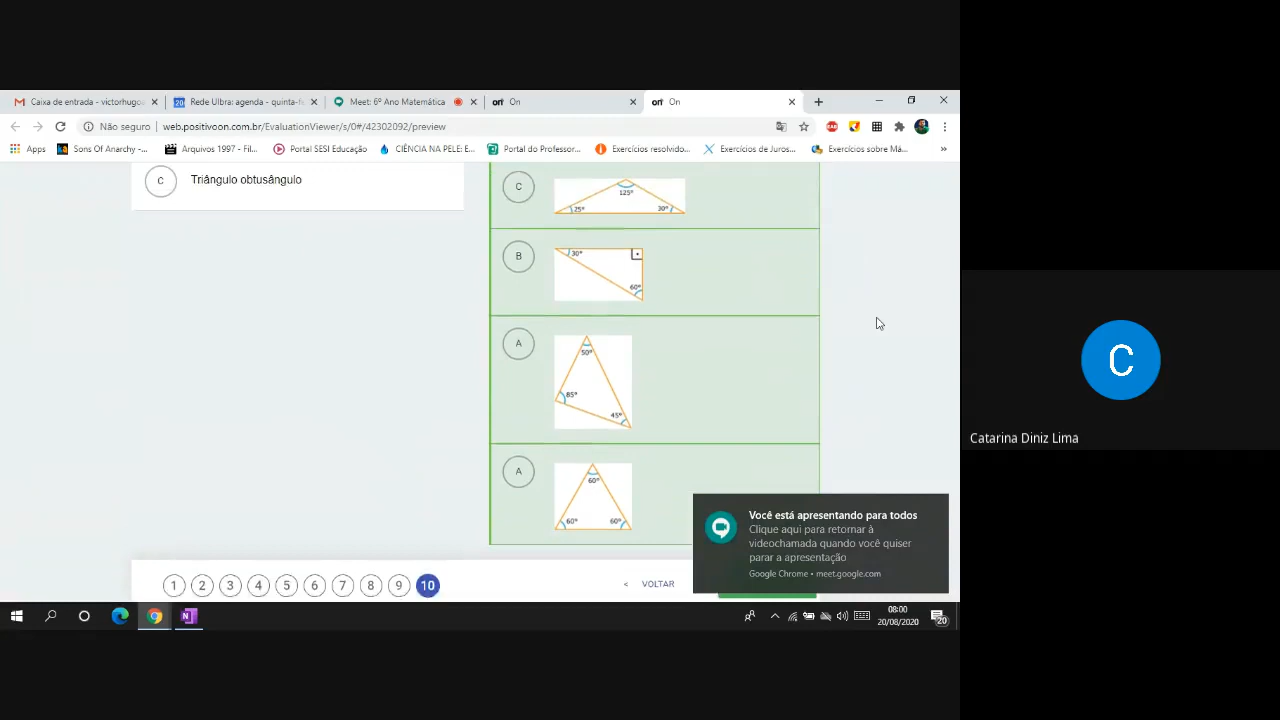 Caixa de entrada - victorhugo
Rede Ulbra: agenda - quinta-fe
Meet: 6º Ano Matemática
on On
on On
Não seguro
web.positivoon.com.br/EvaluationViewer/s/0#/42302092/preview
Apps
Sons Of Anarchy -...
Arquivos 1997 - Fil...
Portal SESI Educação
CIÊNCIA NA PELE: E...
Portal do Professor...
Exercícios resolvido...
Exercícios de Juros...
Exercícios sobre Má...
»
C Triângulo obtusângulo
C
125°
25° 30°
B
30°
60°
A
50°
85°
45°
A
60°
60° 60°
Você está apresentando para todos
Clique aqui para retornar à
videochamada quando você quiser
parar a apresentação
Google Chrome • meet.google.com
1 2 3 4 5 6 7 8 9 10
< VOLTAR
08:00
20/08/2020
20
C
Catarina Diniz Lima